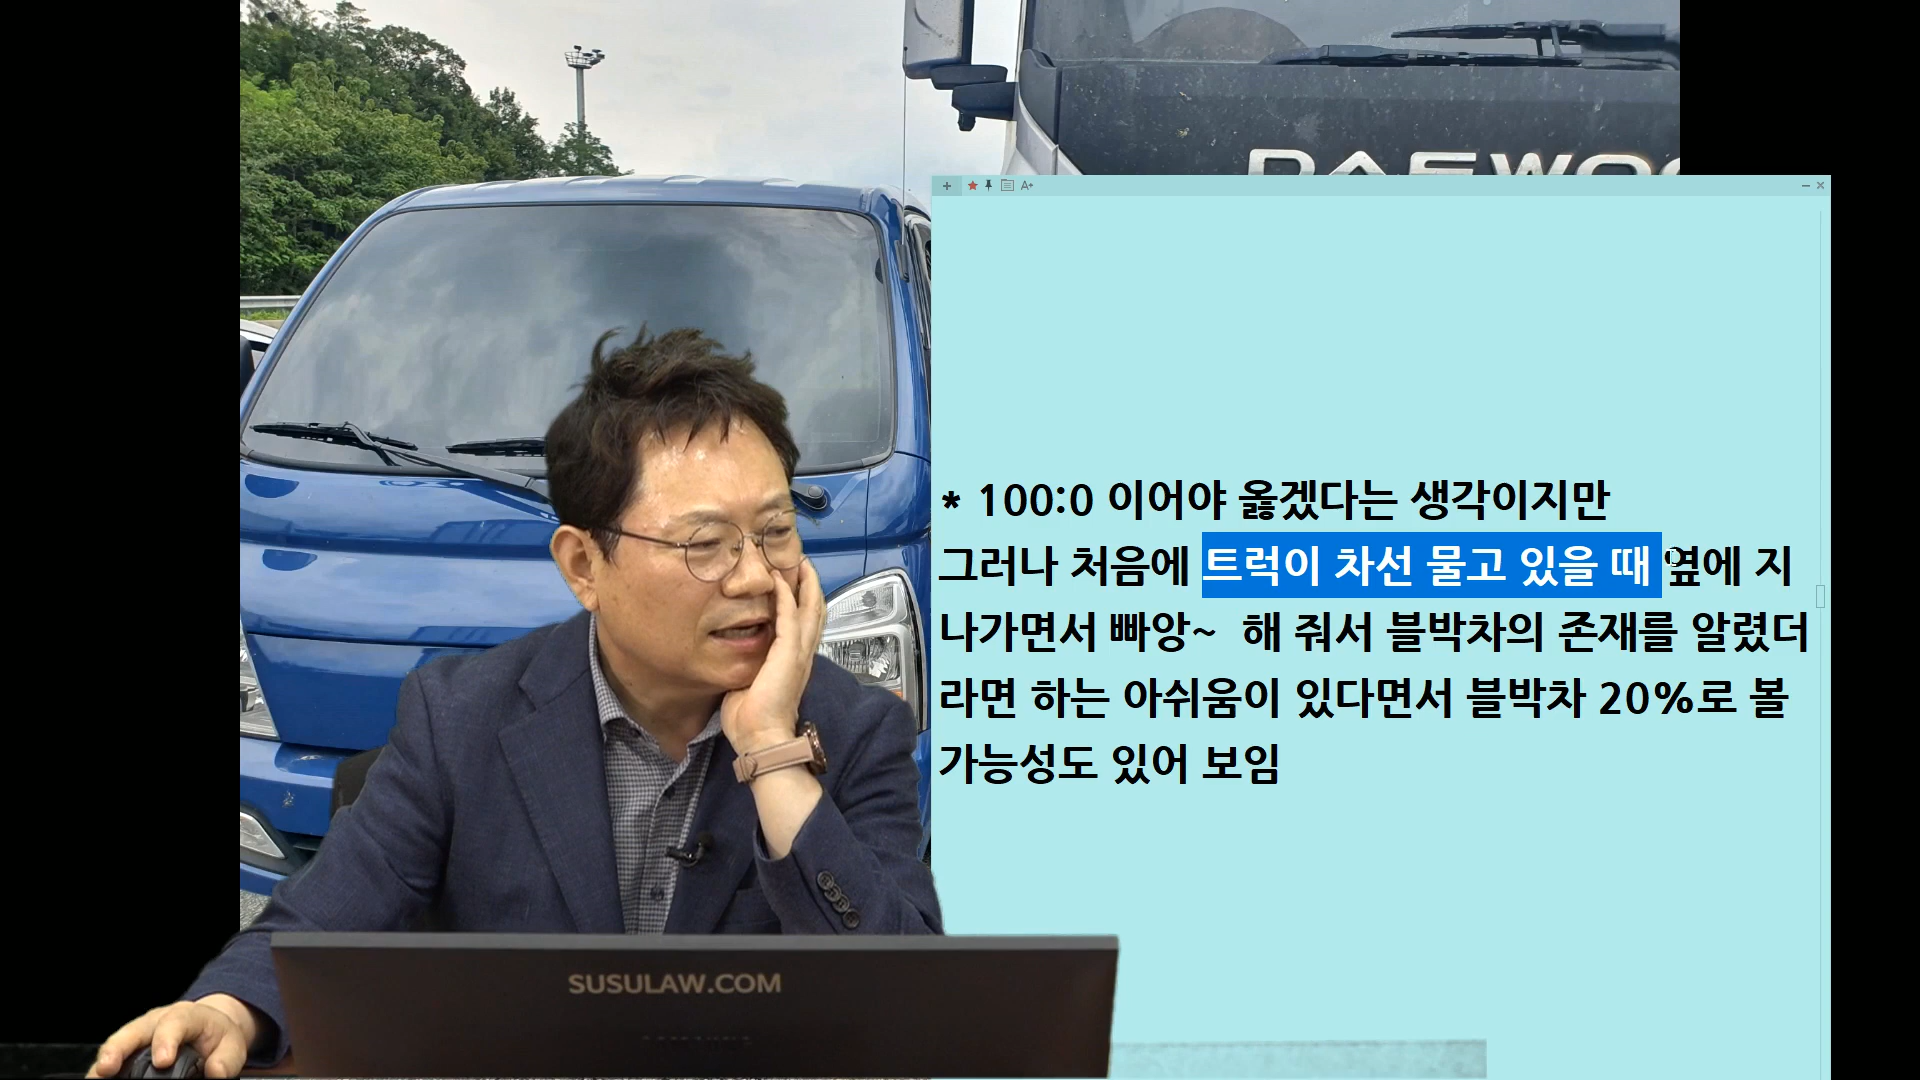 DAEWOO
A+
* 100:0 이어야 옳겠다는 생각이지만
그러나 처음에 트럭이 차선 물고 있을 때 옆에 지
나가면서 빠앙~ 해 줘서 블박차의 존재를 알렸더
라면 하는 아쉬움이 있다면서 블박차 20%로 볼
가능성도 있어 보임
SUSULAW.COM